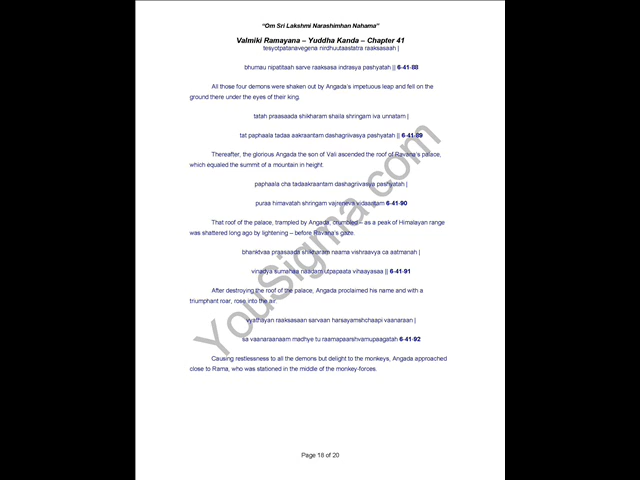 “Om Sri Lakshmi Narashimhan Nahama”
Valmiki Ramayana – Yuddha Kanda – Chapter 41
tesyotpatanavegena nirdhuutaastatra raaksasaah |
bhumau nipatitaah sarve raaksasa indrasya pashyatah || 6-41-88
All those four demons were shaken out by Angada's impetuous leap and fell on the
ground there under the eyes of their king.
tatah praasaada shikharam shaila shringam iva unnatam |
tat paphaala tadaa aakraantam dashagriivasya pashyatah || 6-41-89
Thereafter, the glorious Angada the son of Vali ascended the roof of Ravana's palace,
which equaled the summit of a mountain in height.
paphaala cha tadaakraantam dashagriivasya pashyatah |
puraa himavatah shringam vajreneva vidaaritam 6-41-90
That roof of the palace, trampled by Angada, crumbled – as a peak of Himalayan range
was shattered long ago by lightening – before Ravana's gaze.
bhanktvaa praasaada shikharam naama vishraavya ca aatmanah |
vinadya sumahaa naadam utpapaata vihaayasaa || 6-41-91
After destroying the roof of the palace, Angada proclaimed his name and with a
triumphant roar, rose into the air.
vyathayan raaksasaan sarvaan harsayamshchaapi vaanaraan |
sa vaanaraanaam madhye tu raamapaarshvamupaagatah 6-41-92
Causing restlessness to all the demons but delight to the monkeys, Angada approached
close to Rama, who was stationed in the middle of the monkey-forces.
YouSigma.com
Page 18 of 20